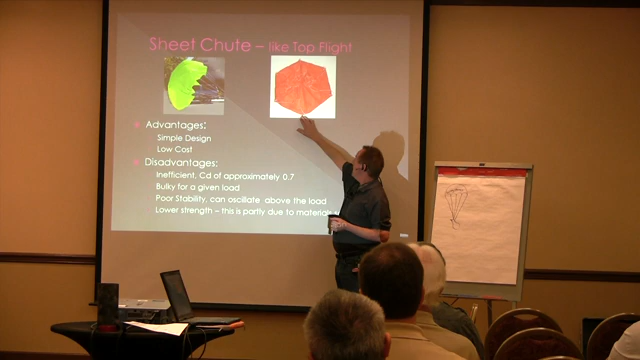 Sheet Chute – like Top Flight
Advantages:
Simple Design
Low Cost
Disadvantages:
Inefficient, Cd of approximately 0.7
Bulky for a given load
Poor Stability, can oscillate above the load
Lower strength – this is partly due to materials